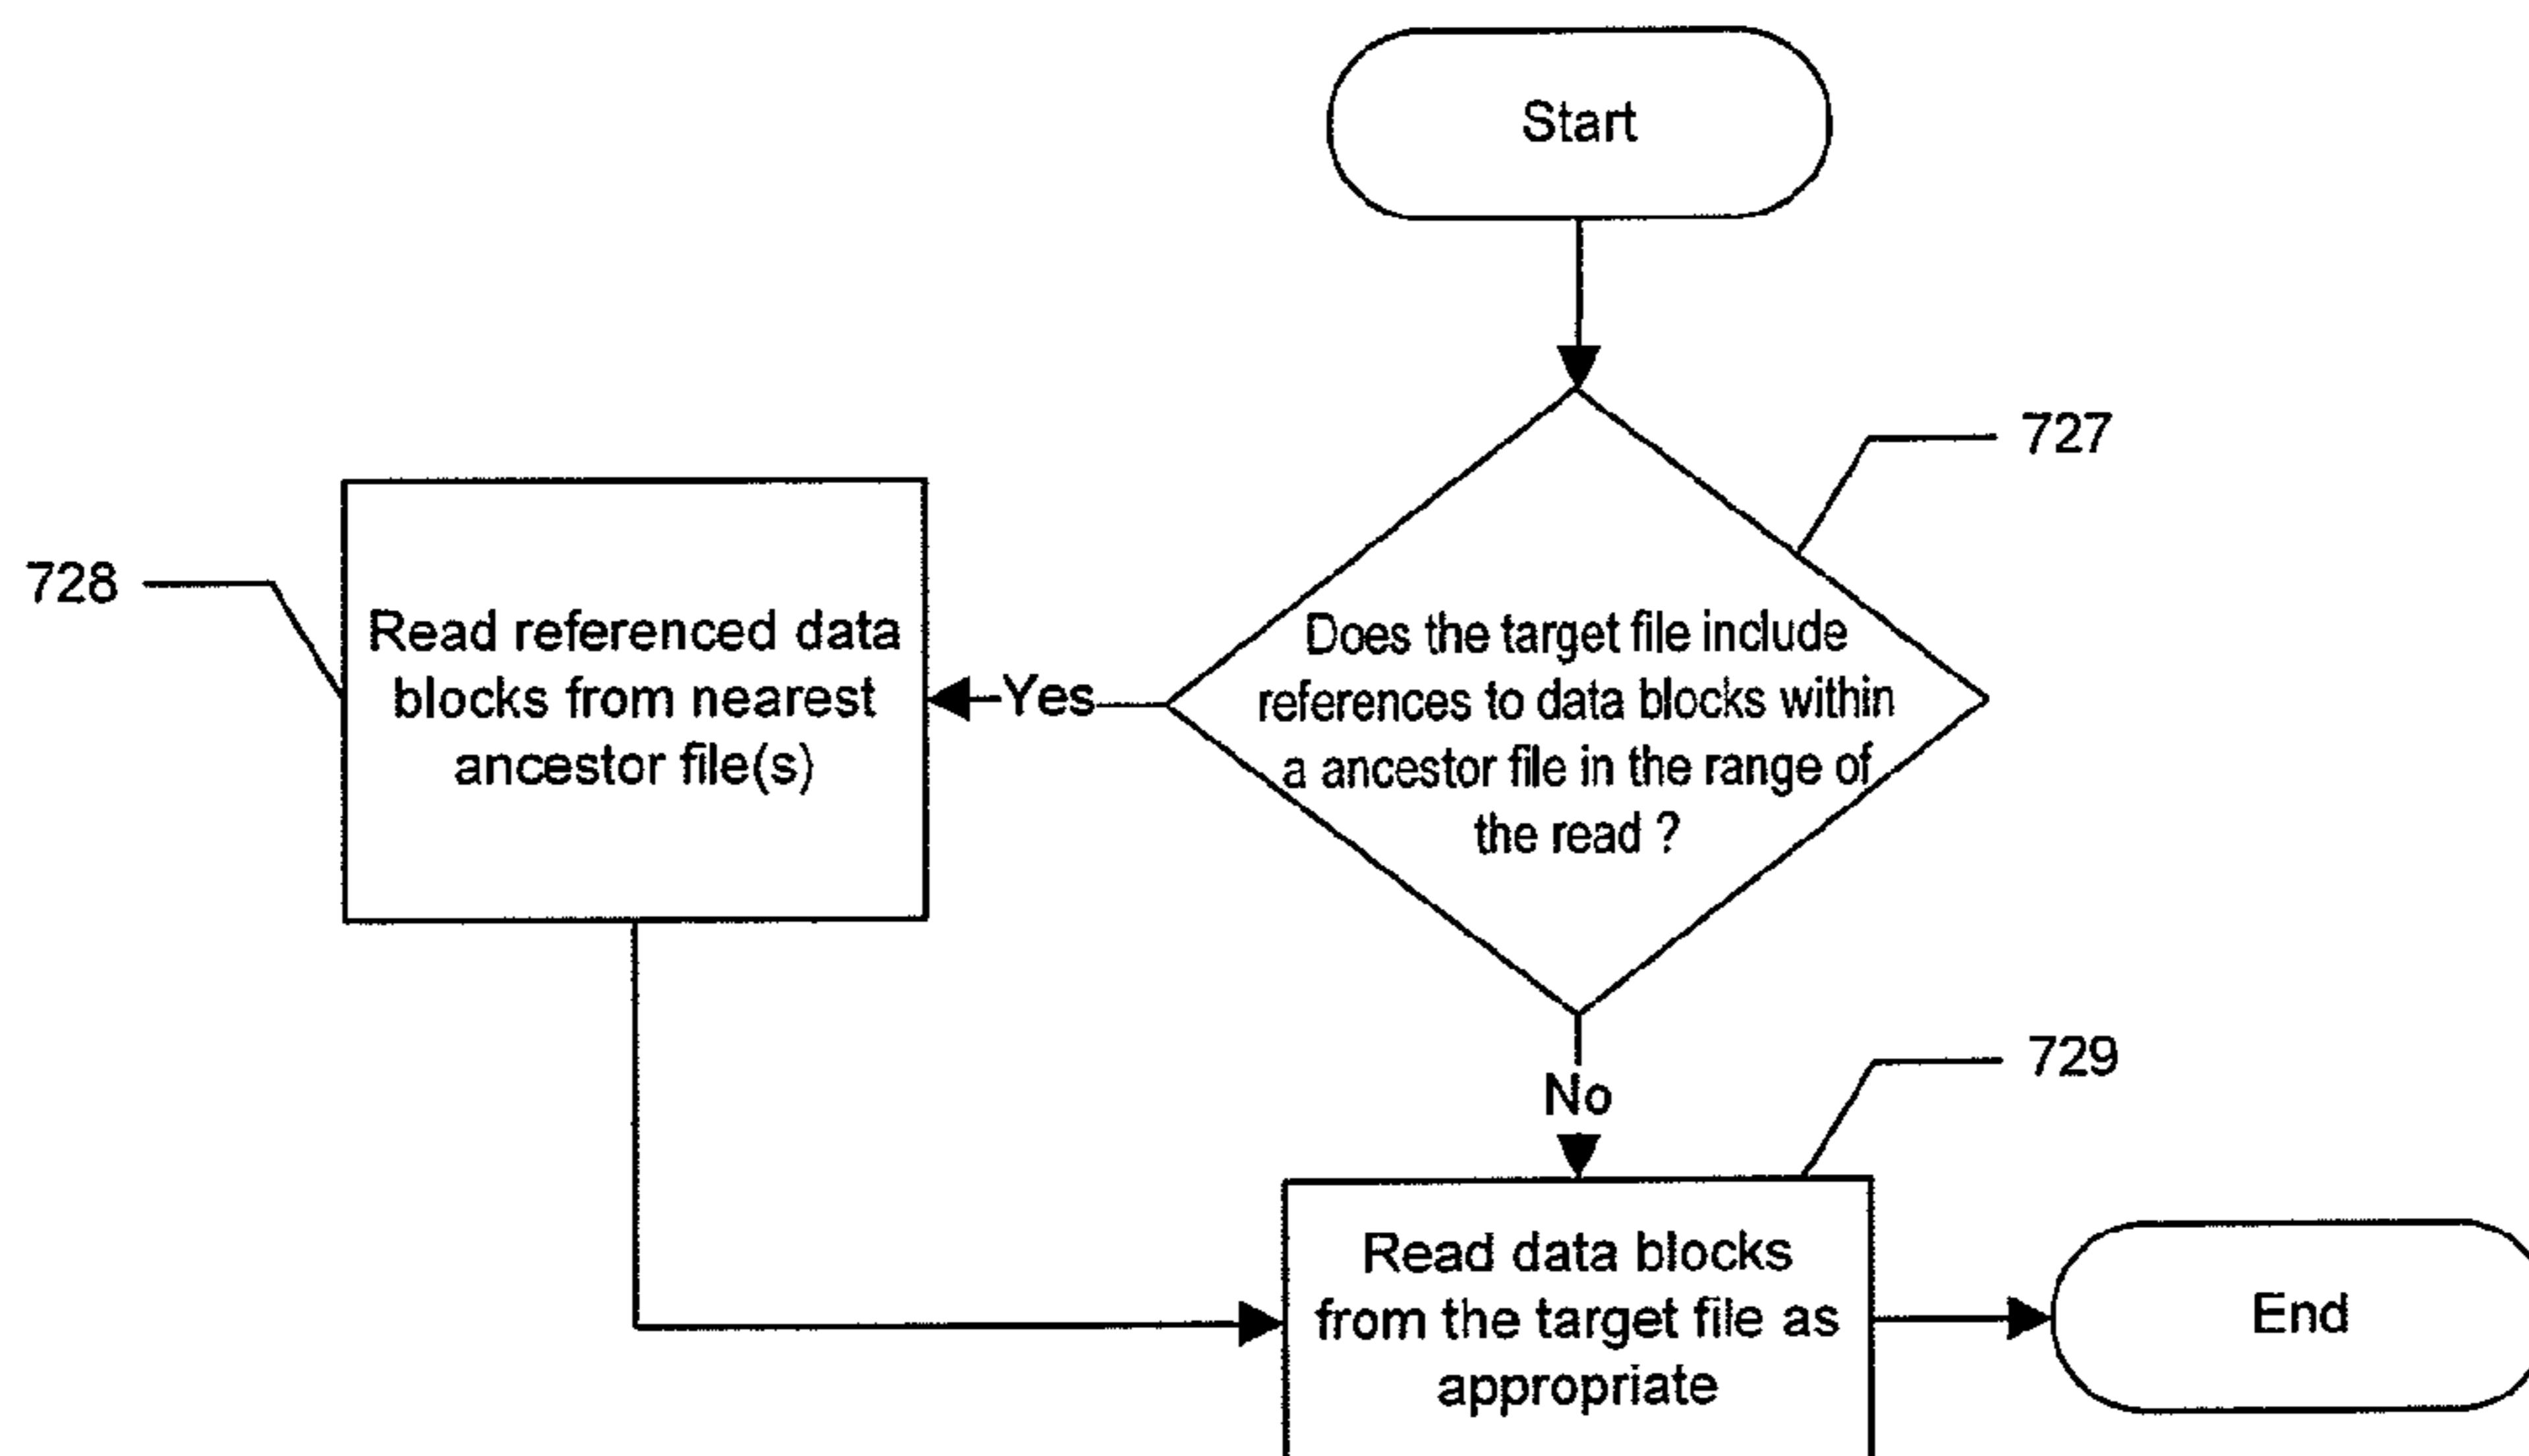 Start
727
Does the target file include
references to data blocks within
a ancestor file in the range of
the read ?
Yes
728
Read referenced data
blocks from nearest
ancestor file(s)
No
729
Read data blocks
from the target file as
appropriate
End